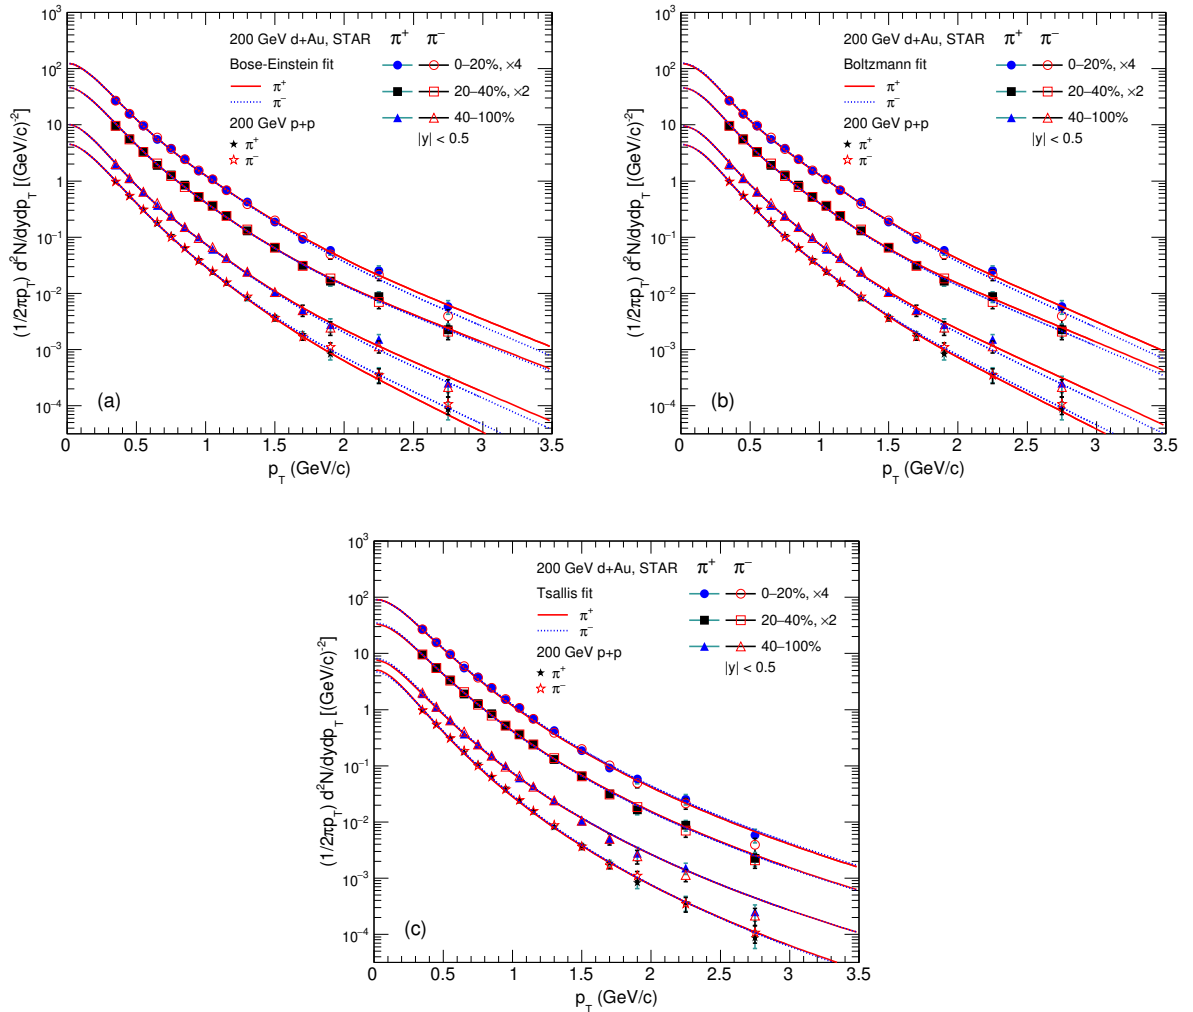 200 GeV d+Au, STAR π⁺ π⁻
Bose-Einstein fit 0–20%, ×4
π⁺ 20–40%, ×2
π⁻ 40–100%
200 GeV p+p |y| < 0.5
π⁺
π⁻
(a)
10³
10²
10
1
10⁻¹
10⁻²
10⁻³
10⁻⁴
(1/2πp_T) d²N/dydp_T [(GeV/c)⁻²]
0 0.5 1 1.5 2 2.5 3 3.5
p_T (GeV/c)
200 GeV d+Au, STAR π⁺ π⁻
Boltzmann fit 0–20%, ×4
π⁺ 20–40%, ×2
π⁻ 40–100%
200 GeV p+p |y| < 0.5
π⁺
π⁻
(b)
10³
10²
10
1
10⁻¹
10⁻²
10⁻³
10⁻⁴
(1/2πp_T) d²N/dydp_T [(GeV/c)⁻²]
0 0.5 1 1.5 2 2.5 3 3.5
p_T (GeV/c)
200 GeV d+Au, STAR π⁺ π⁻
Tsallis fit 0–20%, ×4
π⁺ 20–40%, ×2
π⁻ 40–100%
200 GeV p+p |y| < 0.5
π⁺
π⁻
(c)
10³
10²
10
1
10⁻¹
10⁻²
10⁻³
10⁻⁴
(1/2πp_T) d²N/dydp_T [(GeV/c)⁻²]
0 0.5 1 1.5 2 2.5 3 3.5
p_T (GeV/c)